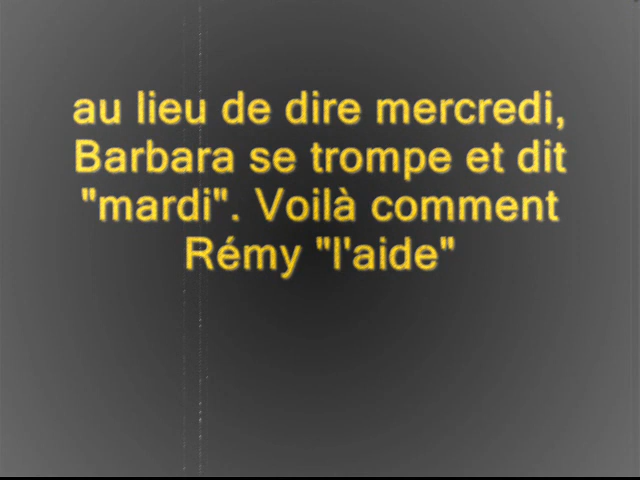 au lieu de dire mercredi,
Barbara se trompe et dit
"mardi". Voilà comment
Rémy "l'aide"